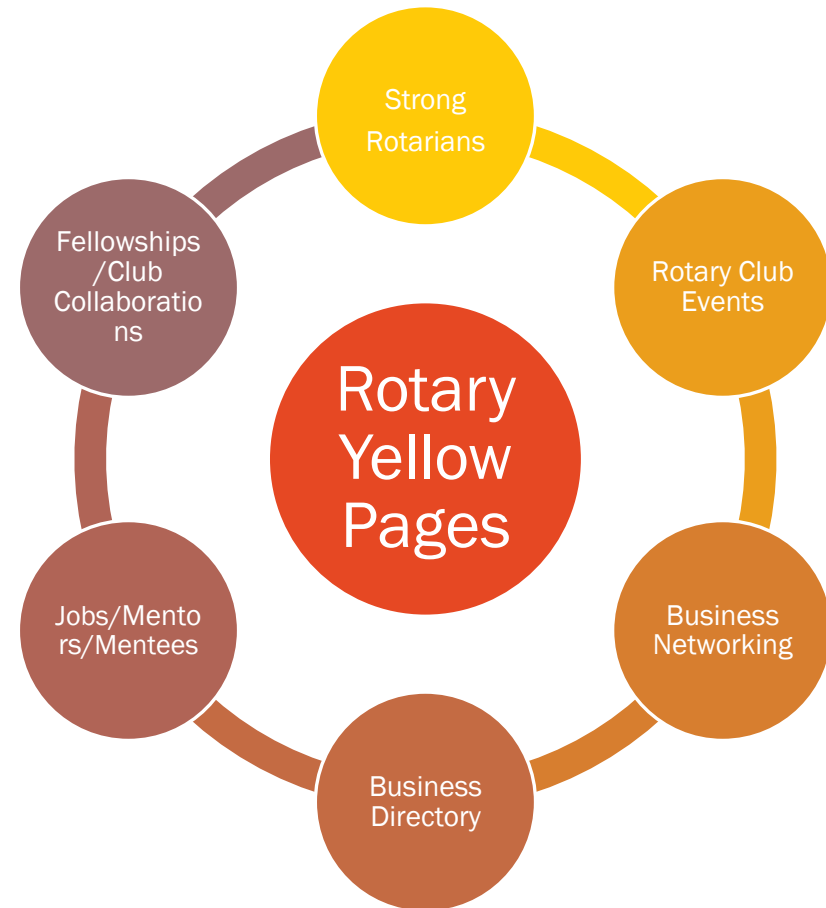 Strong
Rotarians
Rotary Club
Events
Business
Networking
Business
Directory
Jobs/Mento
rs/Mentees
Fellowships
/Club
Collaboratio
ns
Rotary
Yellow
Pages